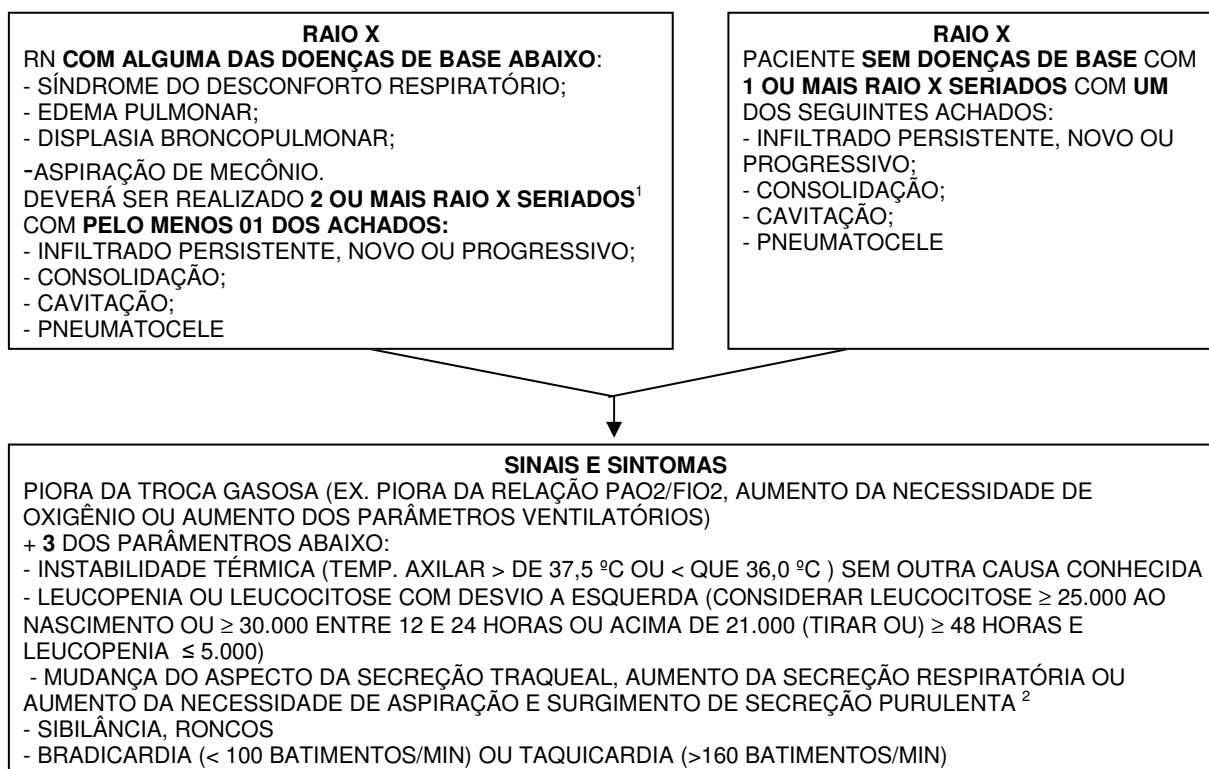 RAIO X
RN COM ALGUMA DAS DOENÇAS DE BASE ABAIXO:
- SÍNDROME DO DESCONFORTO RESPIRATÓRIO;
- EDEMA PULMONAR;
- DISPLASIA BRONCOPULMONAR;
-ASPIRAÇÃO DE MECÔNIO.
DEVERÁ SER REALIZADO 2 OU MAIS RAIO X SERIADOS1
COM PELO MENOS 01 DOS ACHADOS:
- INFILTRADO PERSISTENTE, NOVO OU PROGRESSIVO;
- CONSOLIDAÇÃO;
- CAVITAÇÃO;
- PNEUMATOCELE
RAIO X
PACIENTE SEM DOENÇAS DE BASE COM
1 OU MAIS RAIO X SERIADOS COM UM
DOS SEGUINTES ACHADOS:
- INFILTRADO PERSISTENTE, NOVO OU
PROGRESSIVO;
- CONSOLIDAÇÃO;
- CAVITAÇÃO;
- PNEUMATOCELE
SINAIS E SINTOMAS
PIORA DA TROCA GASOSA (EX. PIORA DA RELAÇÃO PAO2/FIO2, AUMENTO DA NECESSIDADE DE
OXIGÊNIO OU AUMENTO DOS PARÂMETROS VENTILATÓRIOS)
+ 3 DOS PARÂMENTROS ABAIXO:
- INSTABILIDADE TÉRMICA (TEMP. AXILAR > DE 37,5 ºC OU < QUE 36,0 ºC ) SEM OUTRA CAUSA CONHECIDA
- LEUCOPENIA OU LEUCOCITOSE COM DESVIO A ESQUERDA (CONSIDERAR LEUCOCITOSE ≥ 25.000 AO
NASCIMENTO OU ≥ 30.000 ENTRE 12 E 24 HORAS OU ACIMA DE 21.000 (TIRAR OU) ≥ 48 HORAS E
LEUCOPENIA ≤ 5.000)
- MUDANÇA DO ASPECTO DA SECREÇÃO TRAQUEAL, AUMENTO DA SECREÇÃO RESPIRATÓRIA OU
AUMENTO DA NECESSIDADE DE ASPIRAÇÃO E SURGIMENTO DE SECREÇÃO PURULENTA 2
- SIBILÂNCIA, RONCOS
- BRADICARDIA (< 100 BATIMENTOS/MIN) OU TAQUICARDIA (>160 BATIMENTOS/MIN)